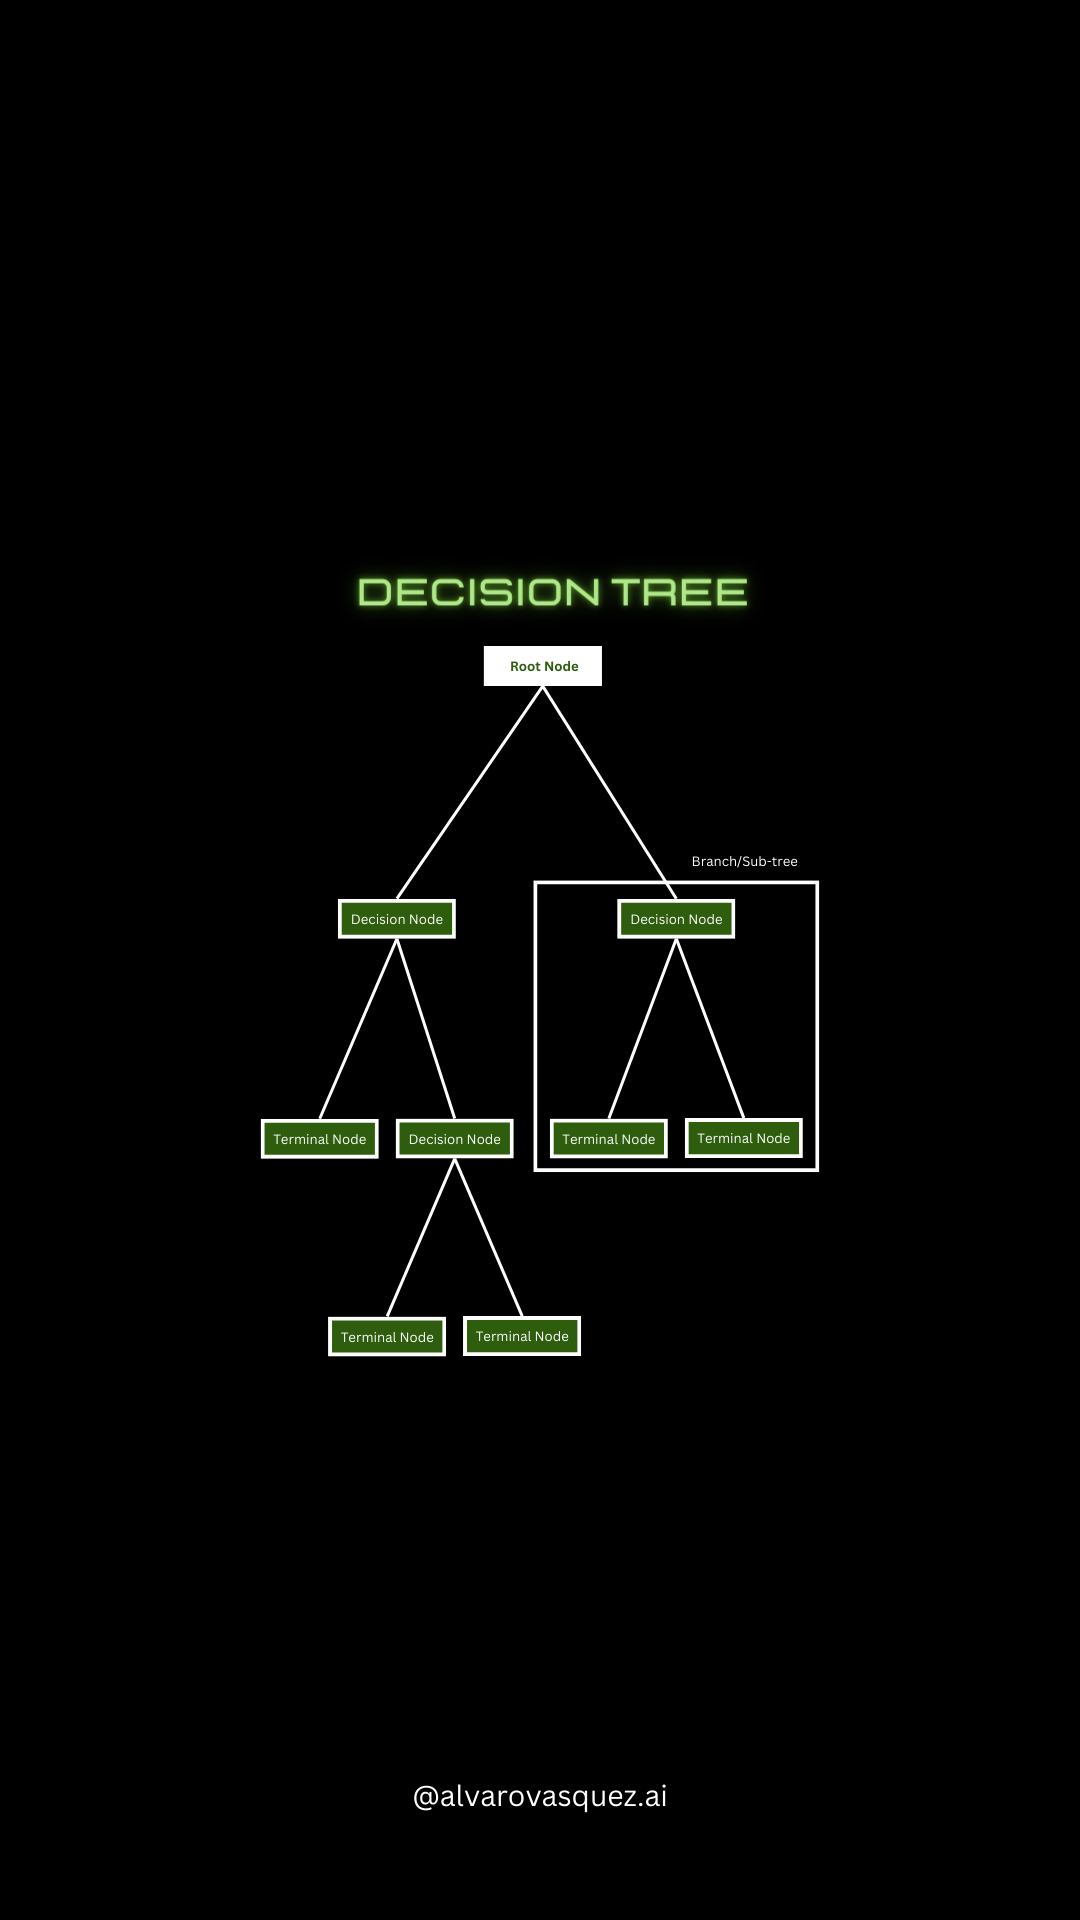 DECISION TREE
Root Node
Branch/Sub-tree
Decision Node
Decision Node
Terminal Node
Decision Node
Terminal Node
Terminal Node
Terminal Node
Terminal Node
@alvarovasquez.ai